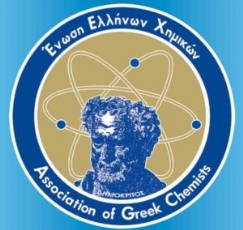 Ένωση Ελλήνων Χημικών
ΔΗΜΟΚΡΙΤΟΣ
Association of Greek Chemists